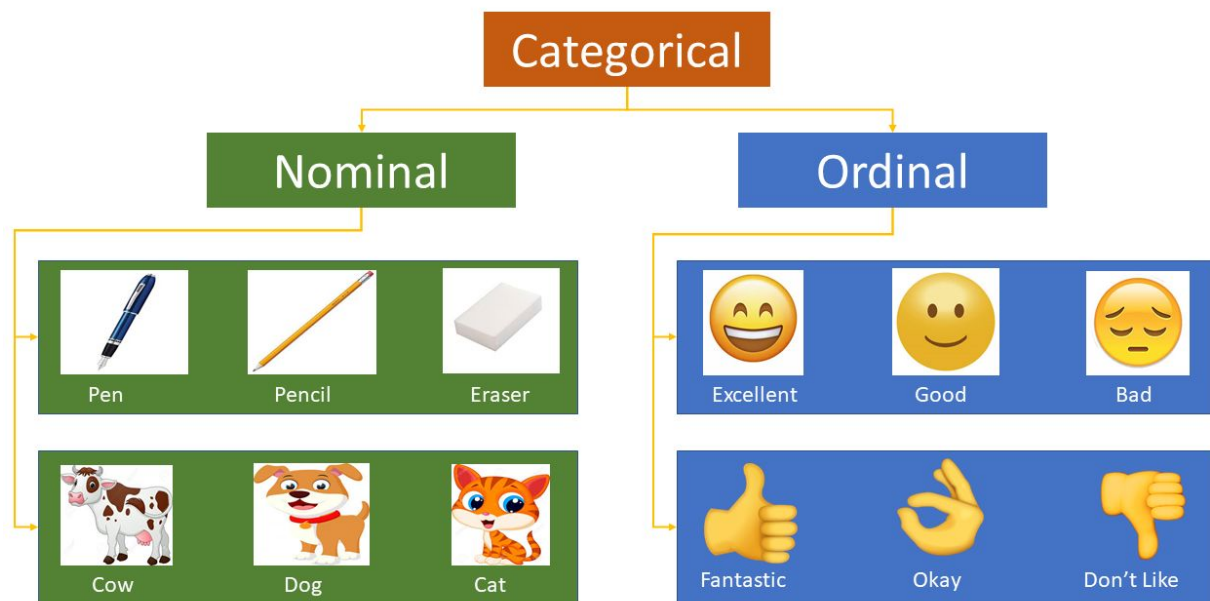 Categorical
Nominal
Ordinal
Pen
Pencil
Eraser
Excellent
Good
Bad
Cow
Dog
Cat
Fantastic
Okay
Don't Like